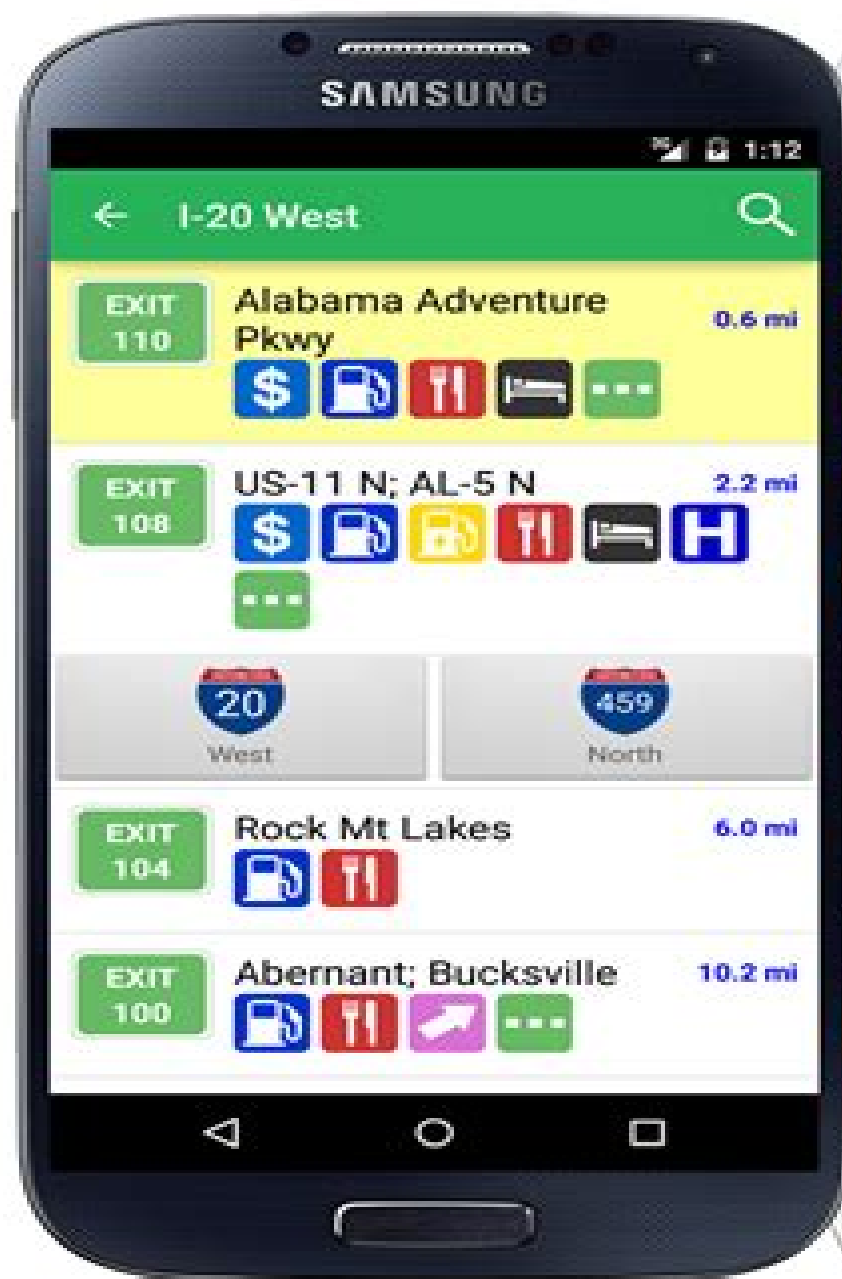 SAMSUNG
3G 1:12
I-20 West
EXIT 110
Alabama Adventure
Pkwy
0.6 mi
$
EXIT 108
US-11 N; AL-5 N
2.2 mi
$ H
20
West
459
North
EXIT 104
Rock Mt Lakes
6.0 mi
EXIT 100
Abernant; Bucksville
10.2 mi